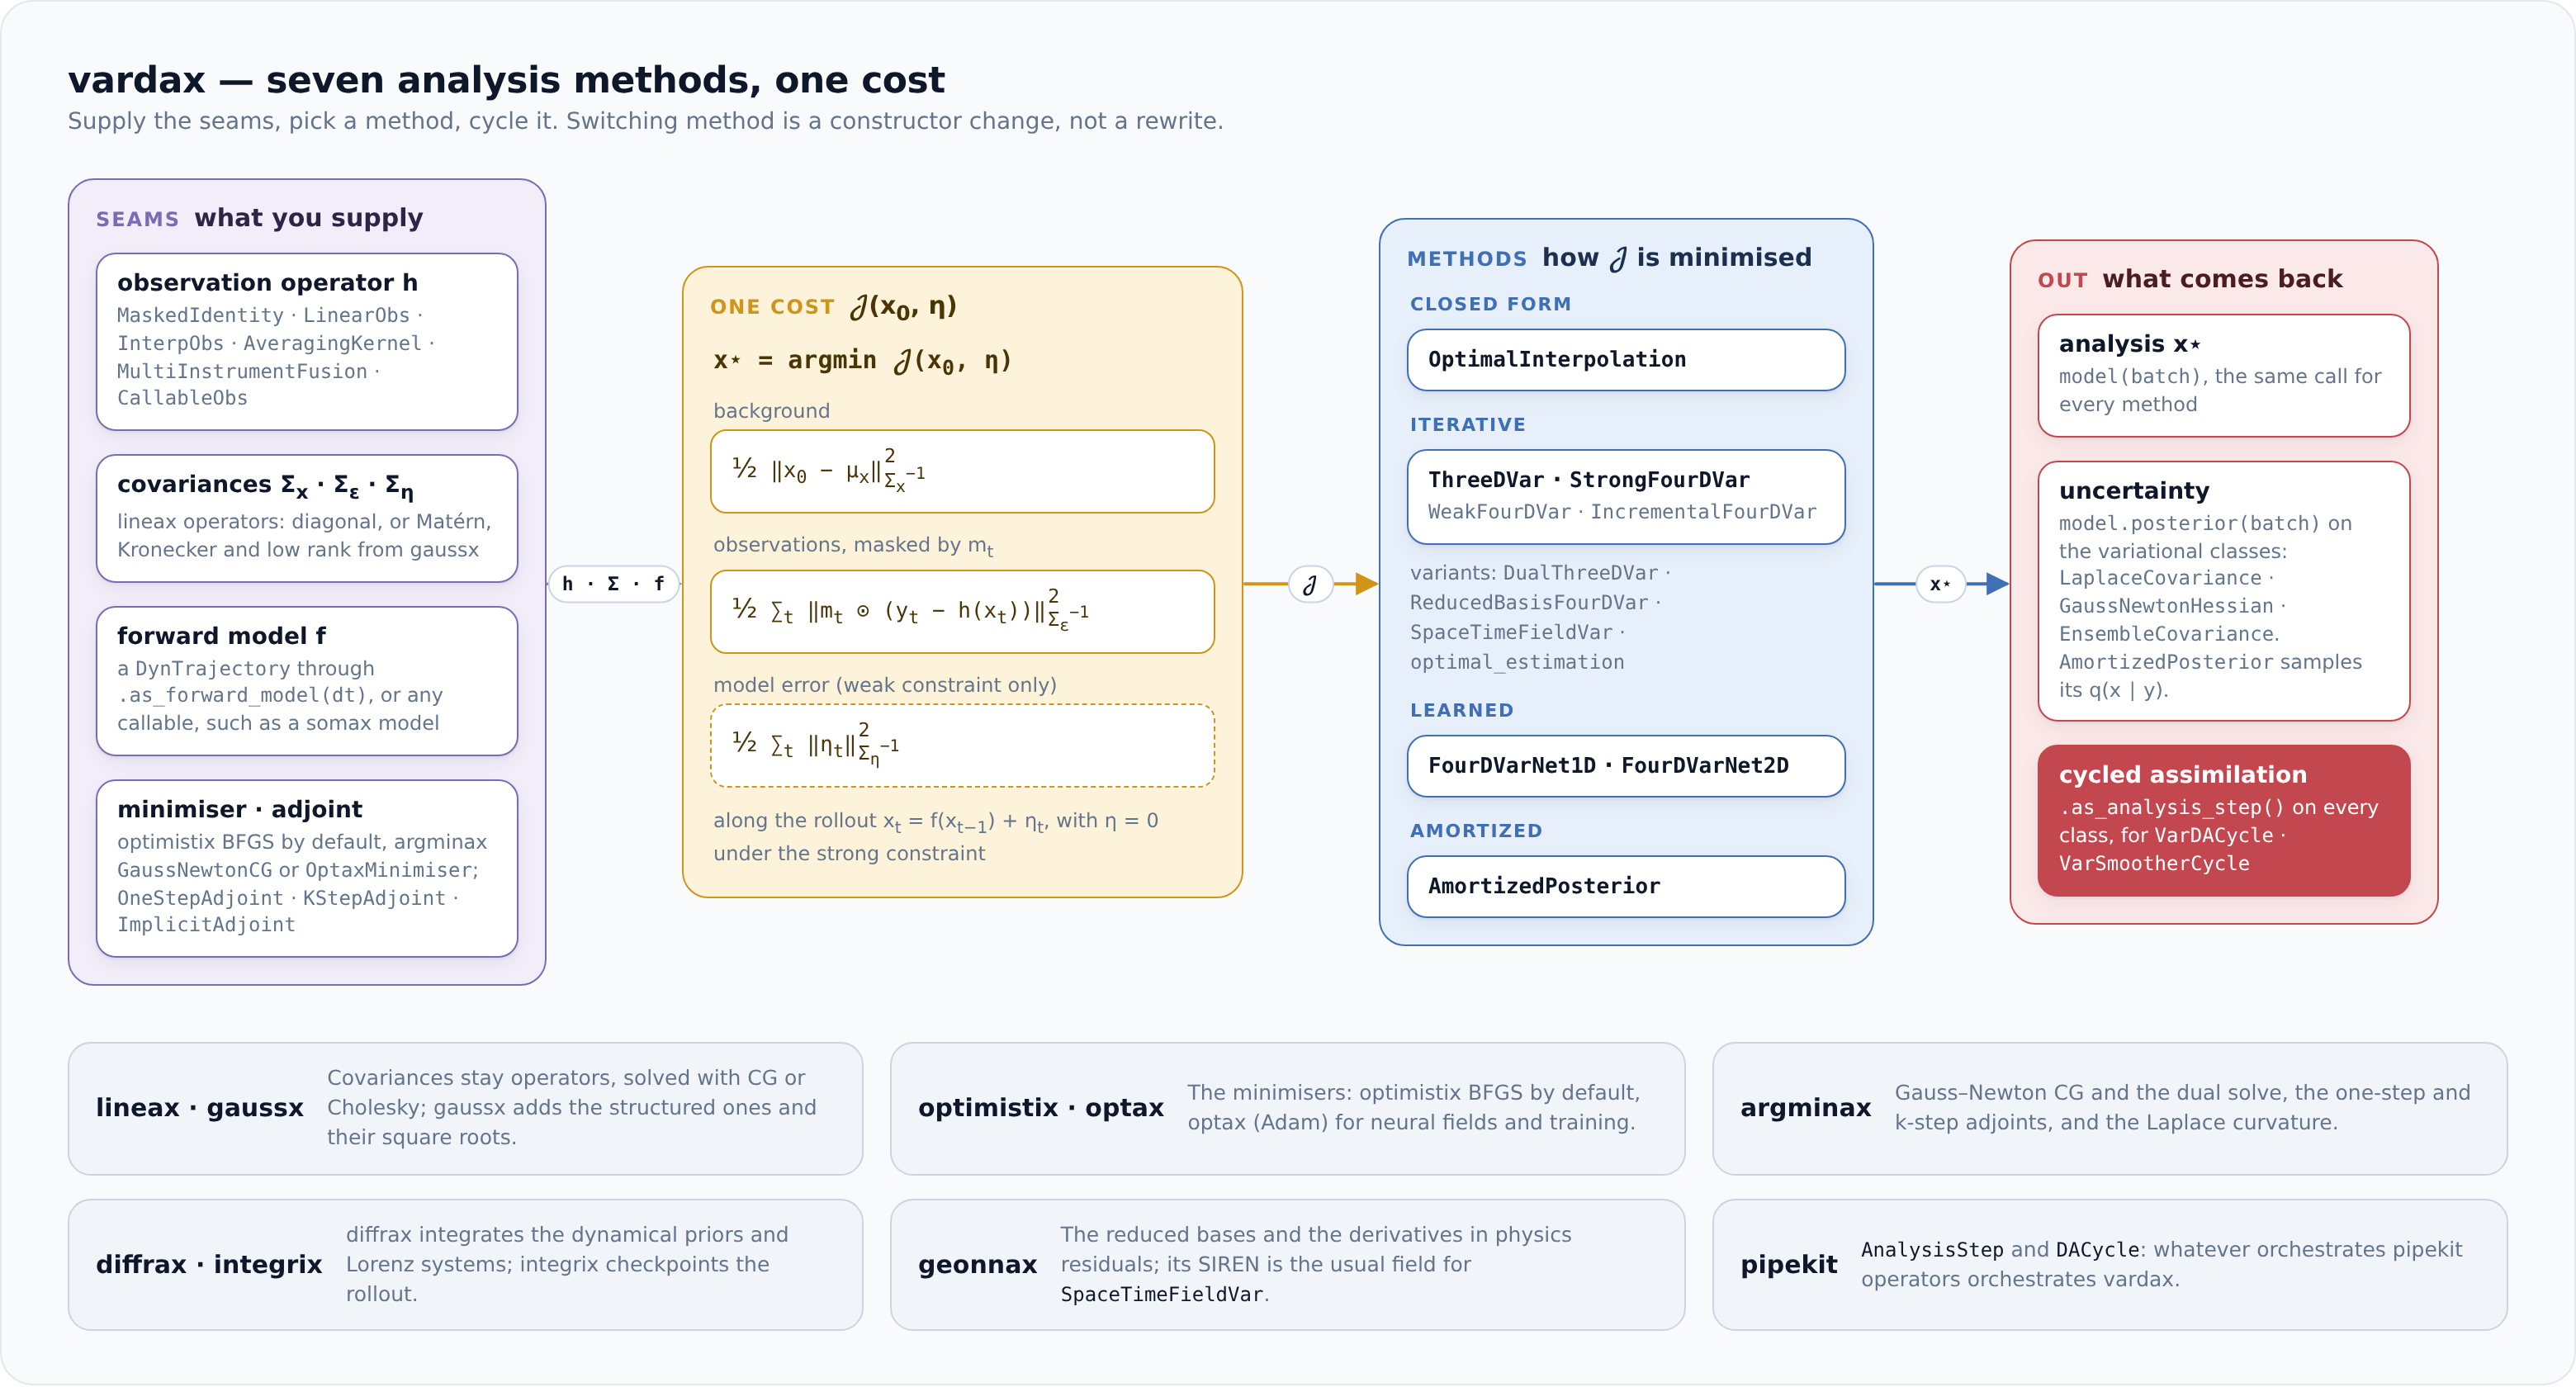 vardax — seven analysis methods, one cost
Supply the seams, pick a method, cycle it. Switching method is a constructor change, not a rewrite.
SEAMS what you supply
observation operator h
MaskedIdentity · LinearObs ·
InterpObs · AveragingKernel ·
MultiInstrumentFusion ·
CallableObs
covariances Σx · Σε · Ση
lineax operators: diagonal, or Matérn,
Kronecker and low rank from gaussx
forward model f
a DynTrajectory through
.as_forward_model(dt), or any
callable, such as a somax model
minimiser · adjoint
optimistix BFGS by default, argminax
GaussNewtonCG or OptaxMinimiser;
OneStepAdjoint · KStepAdjoint ·
ImplicitAdjoint
h · Σ · f
ONE COST 𝒥(x₀, η)
x⋆ = argmin 𝒥(x₀, η)
background
½ ‖x₀ − μₓ‖²Σx⁻¹
observations, masked by mₜ
½ ∑ₜ ‖mₜ ⊙ (yₜ − h(xₜ))‖²Σε⁻¹
model error (weak constraint only)
½ ∑ₜ ‖ηₜ‖²Ση⁻¹
along the rollout xₜ = f(xₜ₋₁) + ηₜ, with η = 0
under the strong constraint
𝒥
METHODS how 𝒥 is minimised
CLOSED FORM
OptimalInterpolation
ITERATIVE
ThreeDVar · StrongFourDVar
WeakFourDVar · IncrementalFourDVar
variants: DualThreeDVar ·
ReducedBasisFourDVar ·
SpaceTimeFieldVar ·
optimal_estimation
LEARNED
FourDVarNet1D · FourDVarNet2D
AMORTIZED
AmortizedPosterior
x⋆
OUT what comes back
analysis x⋆
model(batch), the same call for
every method
uncertainty
model.posterior(batch) on
the variational classes:
LaplaceCovariance ·
GaussNewtonHessian ·
EnsembleCovariance.
AmortizedPosterior samples
its q(x | y).
cycled assimilation
.as_analysis_step() on every
class, for VarDACycle ·
VarSmootherCycle
lineax · gaussx
Covariances stay operators, solved with CG or
Cholesky; gaussx adds the structured ones and
their square roots.
optimistix · optax
The minimisers: optimistix BFGS by default,
optax (Adam) for neural fields and training.
argminax
Gauss–Newton CG and the dual solve, the one-step and
k-step adjoints, and the Laplace curvature.
diffrax · integrix
diffrax integrates the dynamical priors and
Lorenz systems; integrix checkpoints the
rollout.
geonnax
The reduced bases and the derivatives in physics
residuals; its SIREN is the usual field for
SpaceTimeFieldVar.
pipekit
AnalysisStep and DACycle: whatever orchestrates pipekit
operators orchestrates vardax.